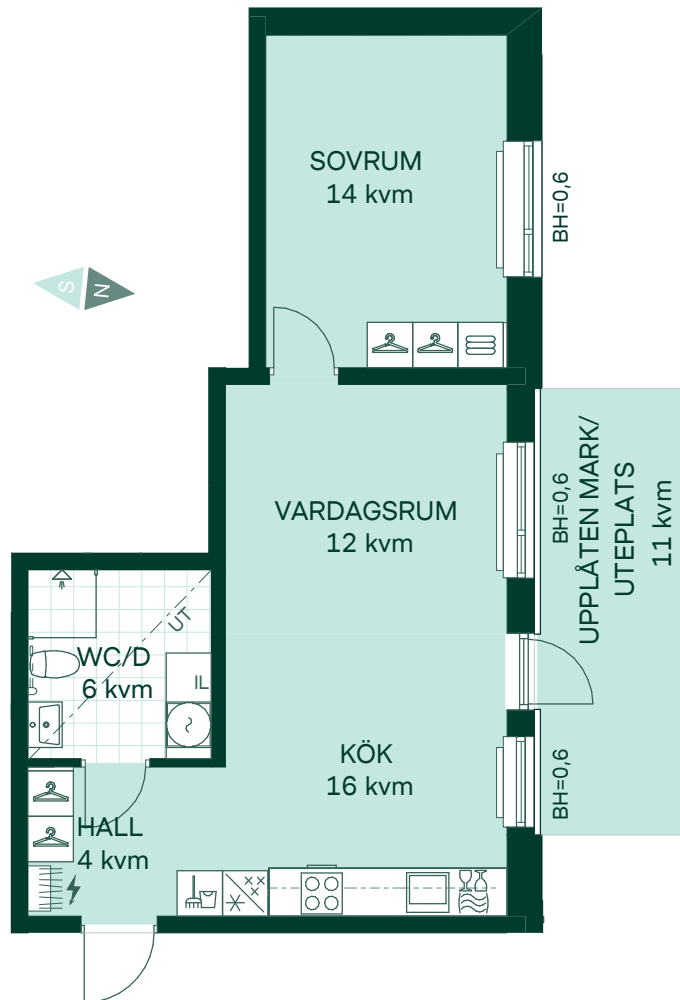 SOVRUM
14 kvm
BH=0,6
S
N
VARDAGSRUM
12 kvm
BH=0,6
UPPLÅTEN MARK/
UTEPLATS
11 kvm
UT
WC/D
6 kvm
IL
KÖK
16 kvm
BH=0,6
HALL
4 kvm